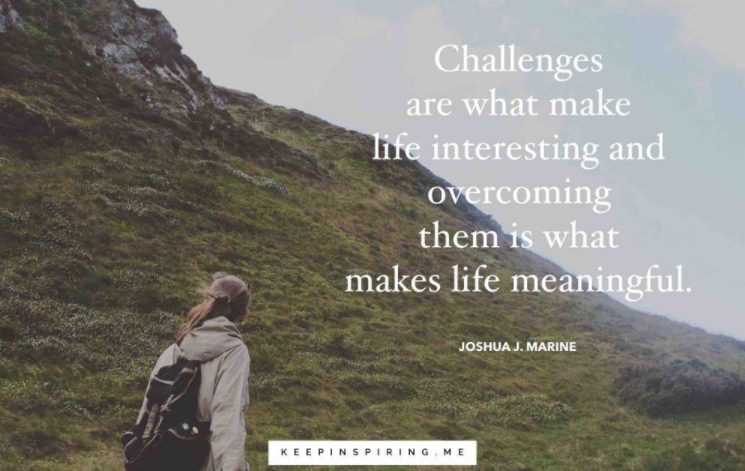 Challenges
are what make
life interesting and
overcoming
them is what
makes life meaningful.
JOSHUA J. MARINE
KEEPINSPIRING.ME